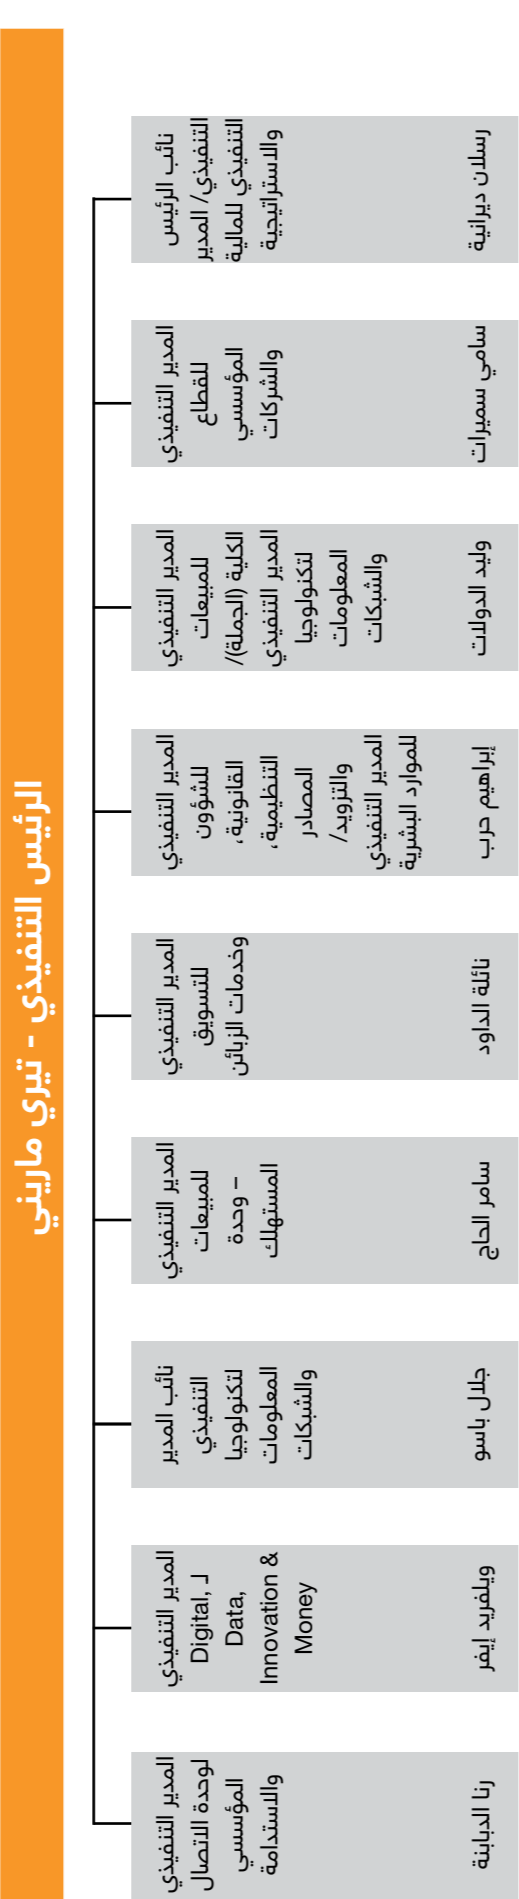 الرئيس التنفيذي - تيري ماريني
نائب الرئيس
التنفيذي/ المدير
التنفيذي للمالية
والاستراتيجية
رسلان ديرانية
المدير التنفيذي
للقطاع
المؤسسي
والشركات
سامي سميرات
المدير التنفيذي
للمبيعات
الكلية (الجملة)/
المدير التنفيذي
لتكنولوجيا
المعلومات
والشبكات
وليد الدولات
المدير التنفيذي
للشؤون
القانونية،
التنظيمية،
المصادر
والتزويد/
المدير التنفيذي
للموارد البشرية
إبراهيم حرب
المدير التنفيذي
للتسويق
وخدمات الزبائن
نائلة الداود
المدير التنفيذي
للمبيعات
– وحدة
المستهلك
سامر الحاج
نائب المدير
التنفيذي
لتكنولوجيا
المعلومات
والشبكات
جلال باسو
المدير التنفيذي
لـ Digital,
Data,
Innovation &
Money
ويلفريد إيفر
المدير التنفيذي
لوحدة الاتصال
المؤسسي
والاستدامة
رنا الدبابنة